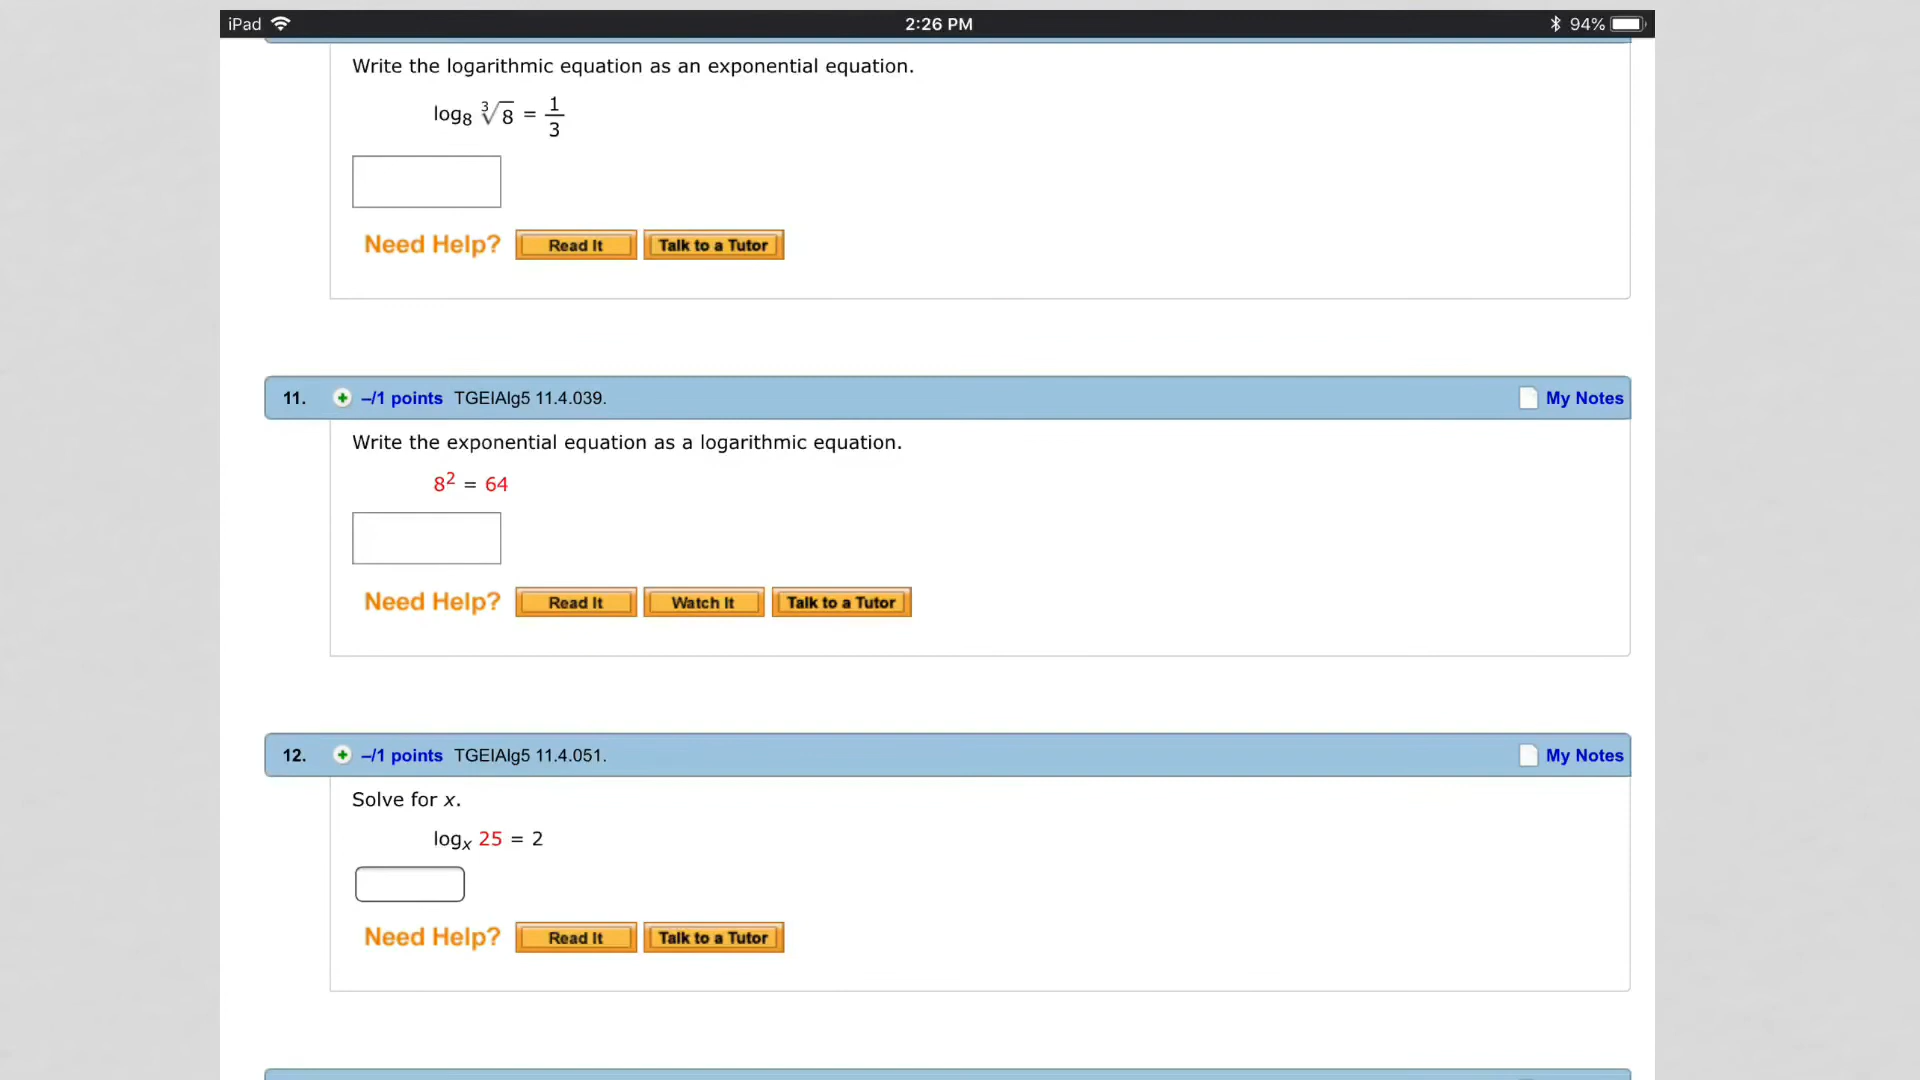 iPad 2:26 PM 94%
Write the logarithmic equation as an exponential equation.
log₈ ∛8 = 1/3
Need Help? Read It Talk to a Tutor
11. –/1 points TGEIAlg5 11.4.039. My Notes
Write the exponential equation as a logarithmic equation.
8² = 64
Need Help? Read It Watch It Talk to a Tutor
12. –/1 points TGEIAlg5 11.4.051. My Notes
Solve for x.
logₓ 25 = 2
Need Help? Read It Talk to a Tutor